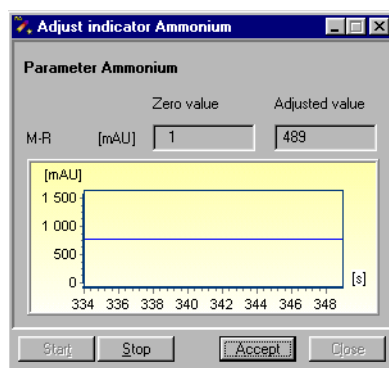 Adjust indicator Ammonium
Parameter Ammonium
Zero value Adjusted value
M-R [mAU] 1 489
[mAU]
1 500
1 000
500
0
[s]
334 336 338 340 342 344 346 348
Start Stop Accept Close